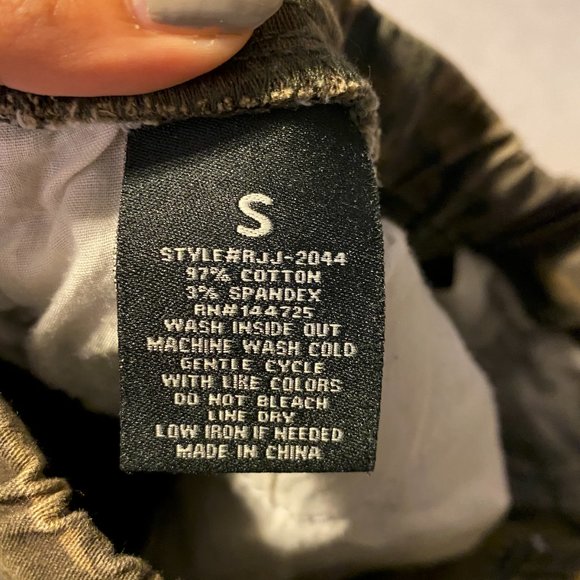 S
STYLE#RJJ-2044
97% COTTON
3% SPANDEX
RN#144725
WASH INSIDE OUT
MACHINE WASH COLD
GENTLE CYCLE
WITH LIKE COLORS
DO NOT BLEACH
LINE DRY
LOW IRON IF NEEDED
MADE IN CHINA